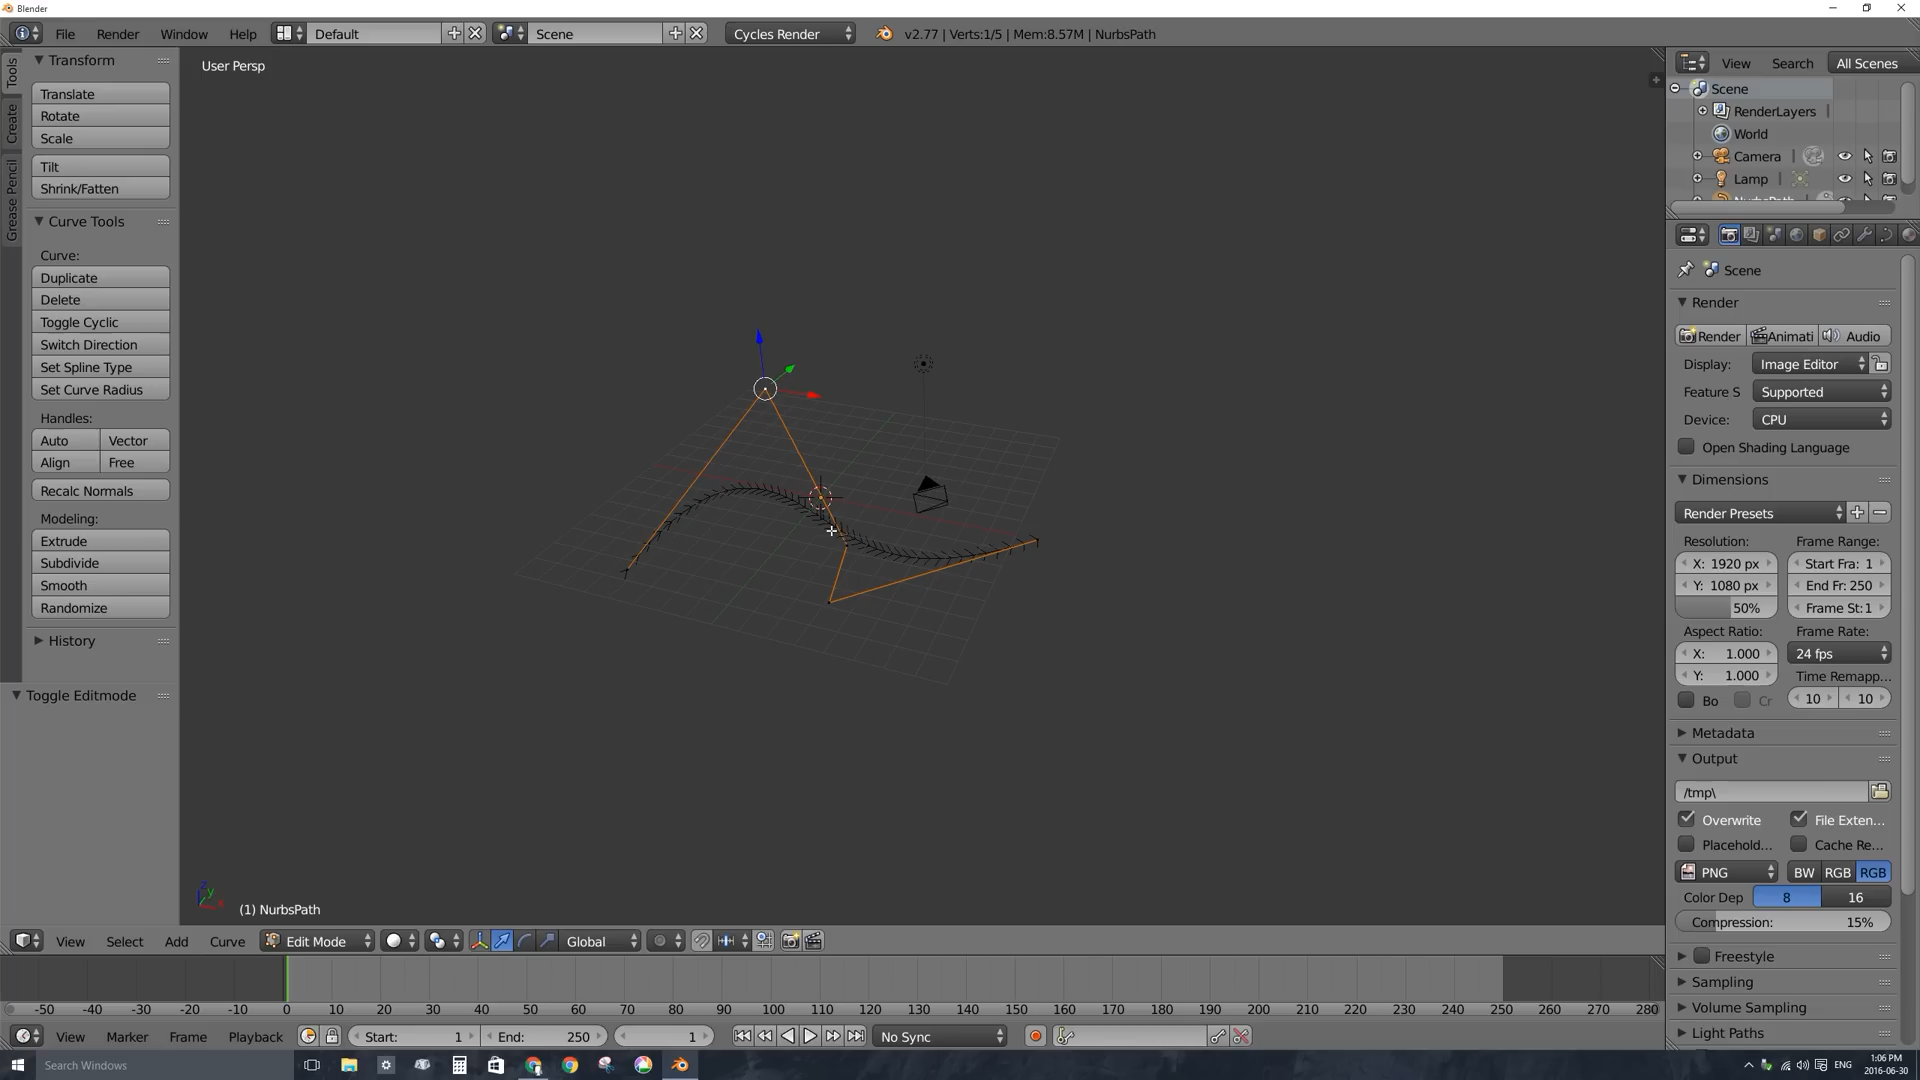 Blender
File Render Window Help Default Scene Cycles Render v2.77 | Verts:1/5 | Mem:8.57M | NurbsPath
Tools
Create
Grease Pencil
Transform
Translate
Rotate
Scale
Tilt
Shrink/Fatten
Curve Tools
Curve:
Duplicate
Delete
Toggle Cyclic
Switch Direction
Set Spline Type
Set Curve Radius
Handles:
Auto Vector
Align Free
Recalc Normals
Modeling:
Extrude
Subdivide
Smooth
Randomize
History
Toggle Editmode
User Persp
(1) NurbsPath
View Select Add Curve Edit Mode Global
-50 -40 -30 -20 -10 0 10 20 30 40 50 60 70 80 90 100 110 120 130 140 150 160 170 180 190 200 210 220 230 240 250 260 270 280
View Marker Frame Playback Start: 1 End: 250 1 No Sync
View Search All Scenes
Scene
RenderLayers
World
Camera
Lamp
NurbsPath
Scene
Render
Render Animati Audio
Display: Image Editor
Feature S Supported
Device: CPU
Open Shading Language
Dimensions
Render Presets
Resolution: Frame Range:
X: 1920 px Start Fra: 1
Y: 1080 px End Fr: 250
50% Frame St: 1
Aspect Ratio: Frame Rate:
X: 1.000 24 fps
Y: 1.000 Time Remapp...
Bo Cr 10 10
Metadata
Output
/tmp\
Overwrite File Exten...
Placehold... Cache Re...
PNG BW RGB RGB
Color Dep 8 16
Compression: 15%
Freestyle
Sampling
Volume Sampling
Light Paths
Search Windows
ENG
1:06 PM
2016-06-30